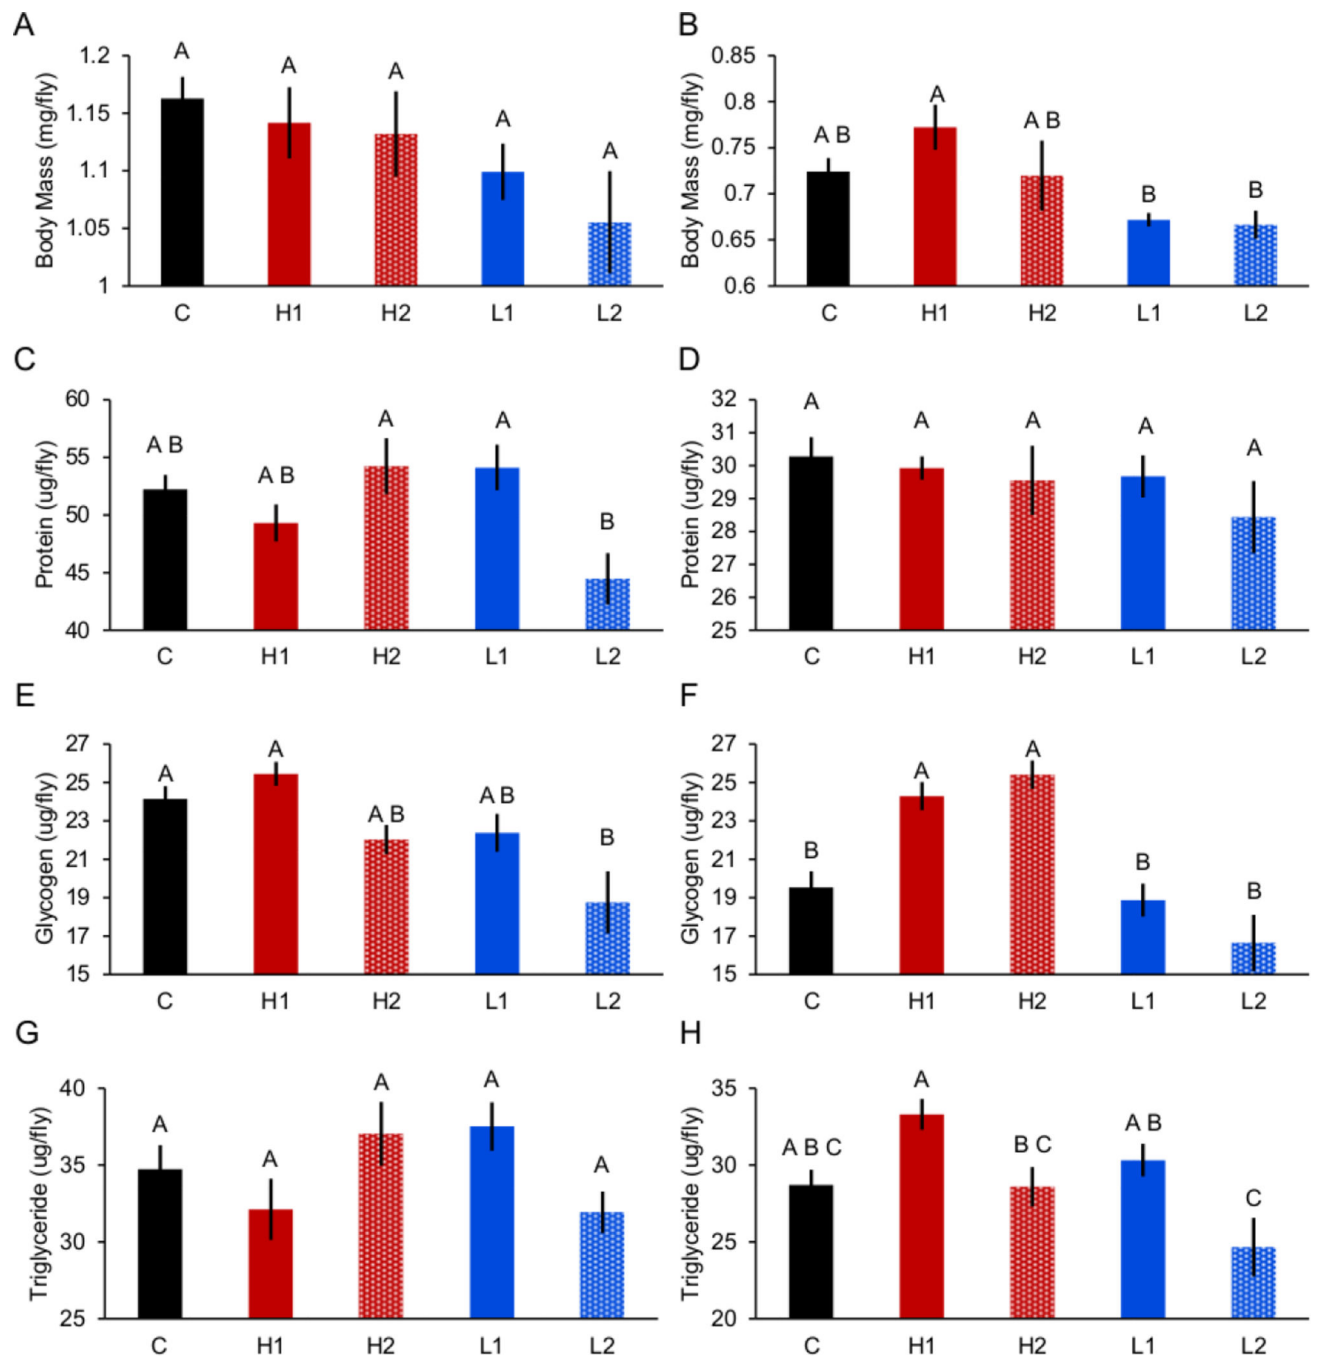 A
Body Mass (mg/fly)
1.2
1.15
1.1
1.05
1
A
A
A
A
A
C
H1
H2
L1
L2
B
Body Mass (mg/fly)
0.85
0.8
0.75
0.7
0.65
0.6
A B
A
A B
B
B
C
H1
H2
L1
L2
C
Protein (ug/fly)
60
55
50
45
40
A B
A B
A
A
B
C
H1
H2
L1
L2
D
Protein (ug/fly)
32
31
30
29
28
27
26
25
A
A
A
A
A
C
H1
H2
L1
L2
E
Glycogen (ug/fly)
27
25
23
21
19
17
15
A
A
A B
A B
B
C
H1
H2
L1
L2
F
Glycogen (ug/fly)
27
25
23
21
19
17
15
B
A
A
B
B
C
H1
H2
L1
L2
G
Triglyceride (ug/fly)
40
35
30
25
A
A
A
A
A
C
H1
H2
L1
L2
H
Triglyceride (ug/fly)
35
30
25
20
A B C
A
B C
A B
C
C
H1
H2
L1
L2